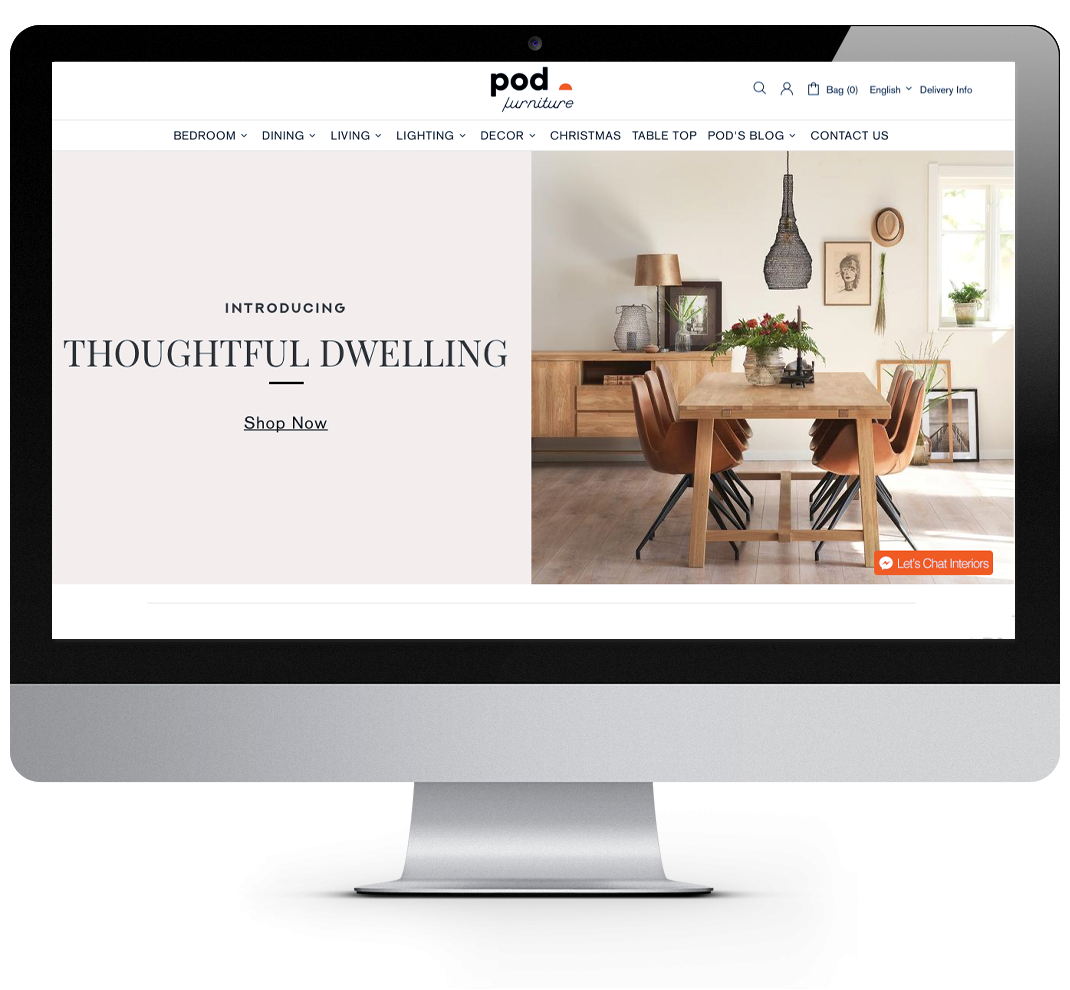 pod
furniture
Bag (0) English Delivery Info
BEDROOM DINING LIVING LIGHTING DECOR CHRISTMAS TABLE TOP POD'S BLOG CONTACT US
INTRODUCING
THOUGHTFUL DWELLING
Shop Now
Let's Chat Interiors